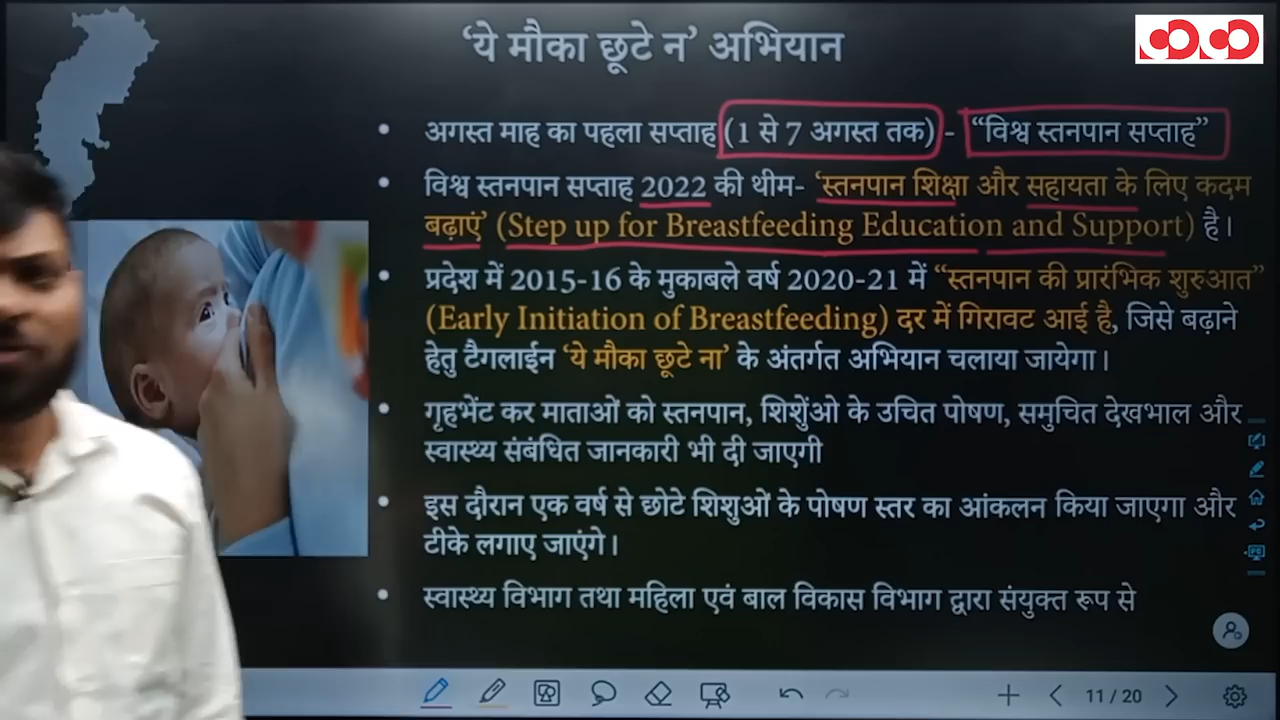 ‘ये मौका छूटे न’ अभियान
• अगस्त माह का पहला सप्ताह (1 से 7 अगस्त तक) - “विश्व स्तनपान सप्ताह”
• विश्व स्तनपान सप्ताह 2022 की थीम- ‘स्तनपान शिक्षा और सहायता के लिए कदम
बढ़ाएं’ (Step up for Breastfeeding Education and Support) है।
• प्रदेश में 2015-16 के मुकाबले वर्ष 2020-21 में “स्तनपान की प्रारंभिक शुरुआत”
(Early Initiation of Breastfeeding) दर में गिरावट आई है, जिसे बढ़ाने
हेतु टैगलाईन ‘ये मौका छूटे ना’ के अंतर्गत अभियान चलाया जायेगा।
• गृहभेंट कर माताओं को स्तनपान, शिशुओं के उचित पोषण, समुचित देखभाल और
स्वास्थ्य संबंधित जानकारी भी दी जाएगी
• इस दौरान एक वर्ष से छोटे शिशुओं के पोषण स्तर का आंकलन किया जाएगा और
टीके लगाए जाएंगे।
• स्वास्थ्य विभाग तथा महिला एवं बाल विकास विभाग द्वारा संयुक्त रूप से
11 / 20